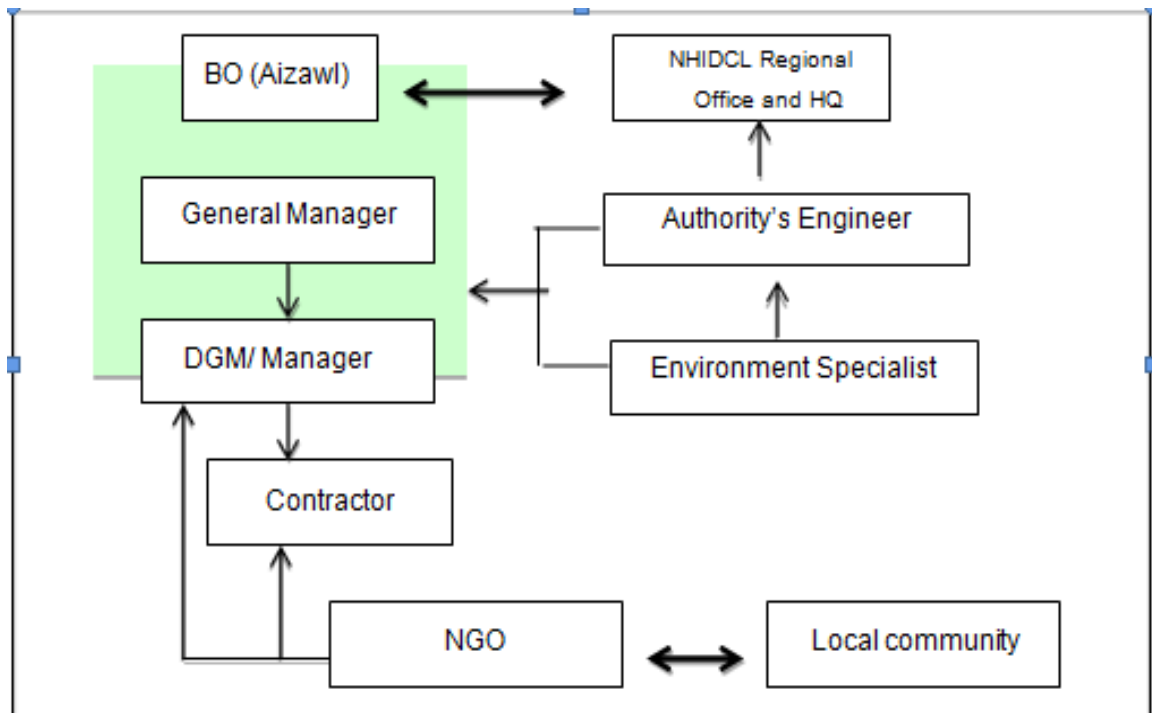 BO (Aizawl)
NHIDCL Regional
Office and HQ
General Manager
Authority's Engineer
DGM/ Manager
Environment Specialist
Contractor
NGO
Local community